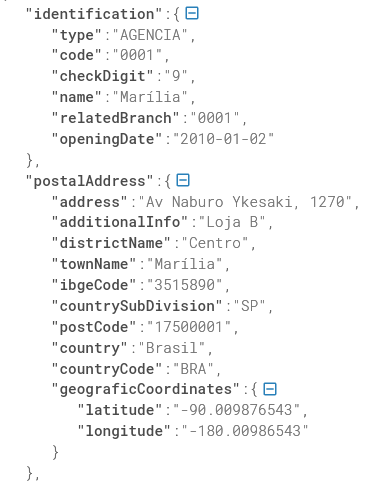 "identification":{
"type":"AGENCIA",
"code":"0001",
"checkDigit":"9",
"name":"Marília",
"relatedBranch":"0001",
"openingDate":"2010-01-02"
},
"postalAddress":{
"address":"Av Naburo Ykesaki, 1270",
"additionalInfo":"Loja B",
"districtName":"Centro",
"townName":"Marília",
"ibgeCode":"3515890",
"countrySubDivision":"SP",
"postCode":"17500001",
"country":"Brasil",
"countryCode":"BRA",
"geograficCoordinates":{
"latitude":"-90.009876543",
"longitude":"-180.00986543"
}
},